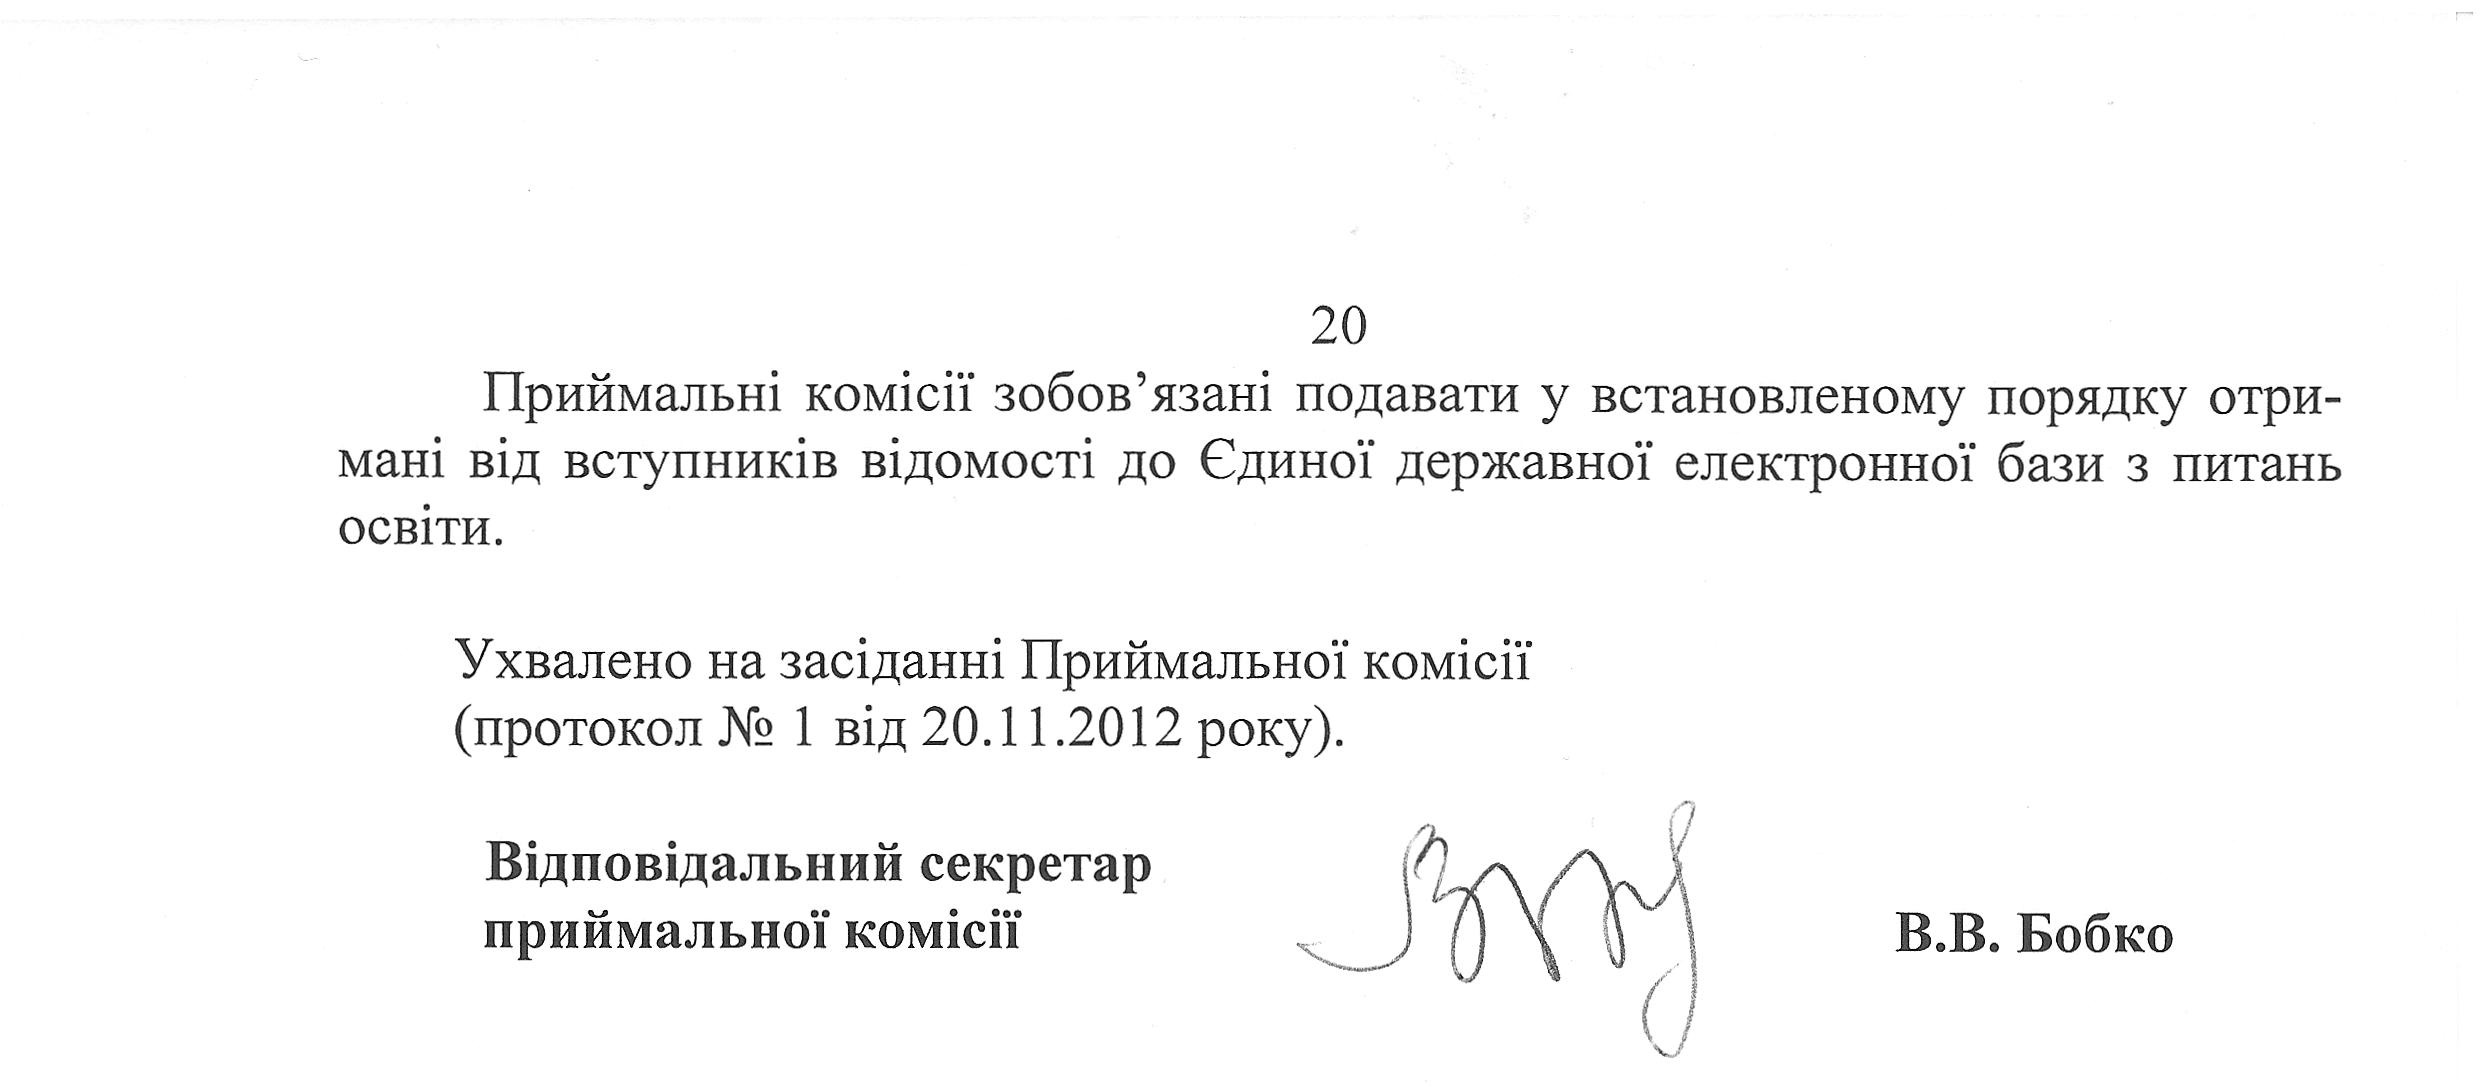 20
Приймальні комісії зобов’язані подавати у встановленому порядку отри-
мані від вступників відомості до Єдиної державної електронної бази з питань
освіти.
Ухвалено на засіданні Приймальної комісії
(протокол № 1 від 20.11.2012 року).
Відповідальний секретар
приймальної комісії В.В. Бобко